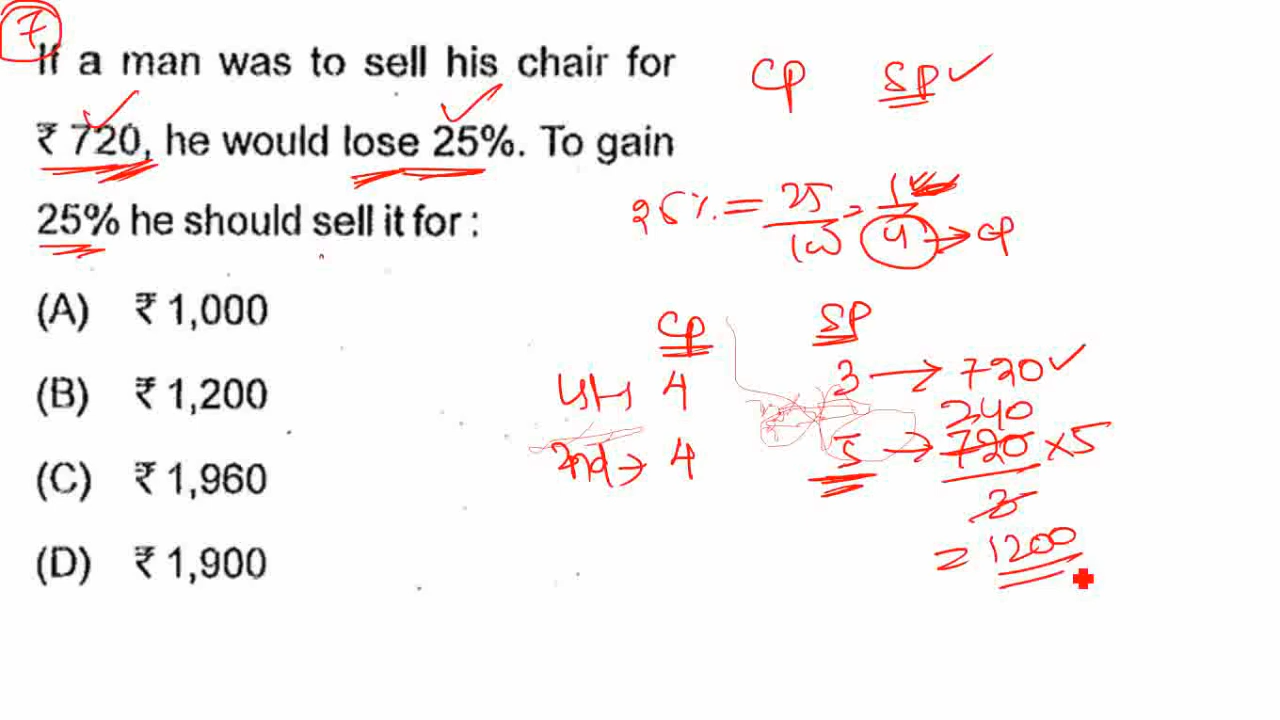 7
If a man was to sell his chair for
₹ 720, he would lose 25%. To gain
25% he should sell it for :
(A) ₹ 1,000
(B) ₹ 1,200
(C) ₹ 1,960
(D) ₹ 1,900
CP SP
25% = 25/100 = 1/4 → CP
CP SP
4 3 → 720
240
4 5 → 720 × 5
3
= 1200